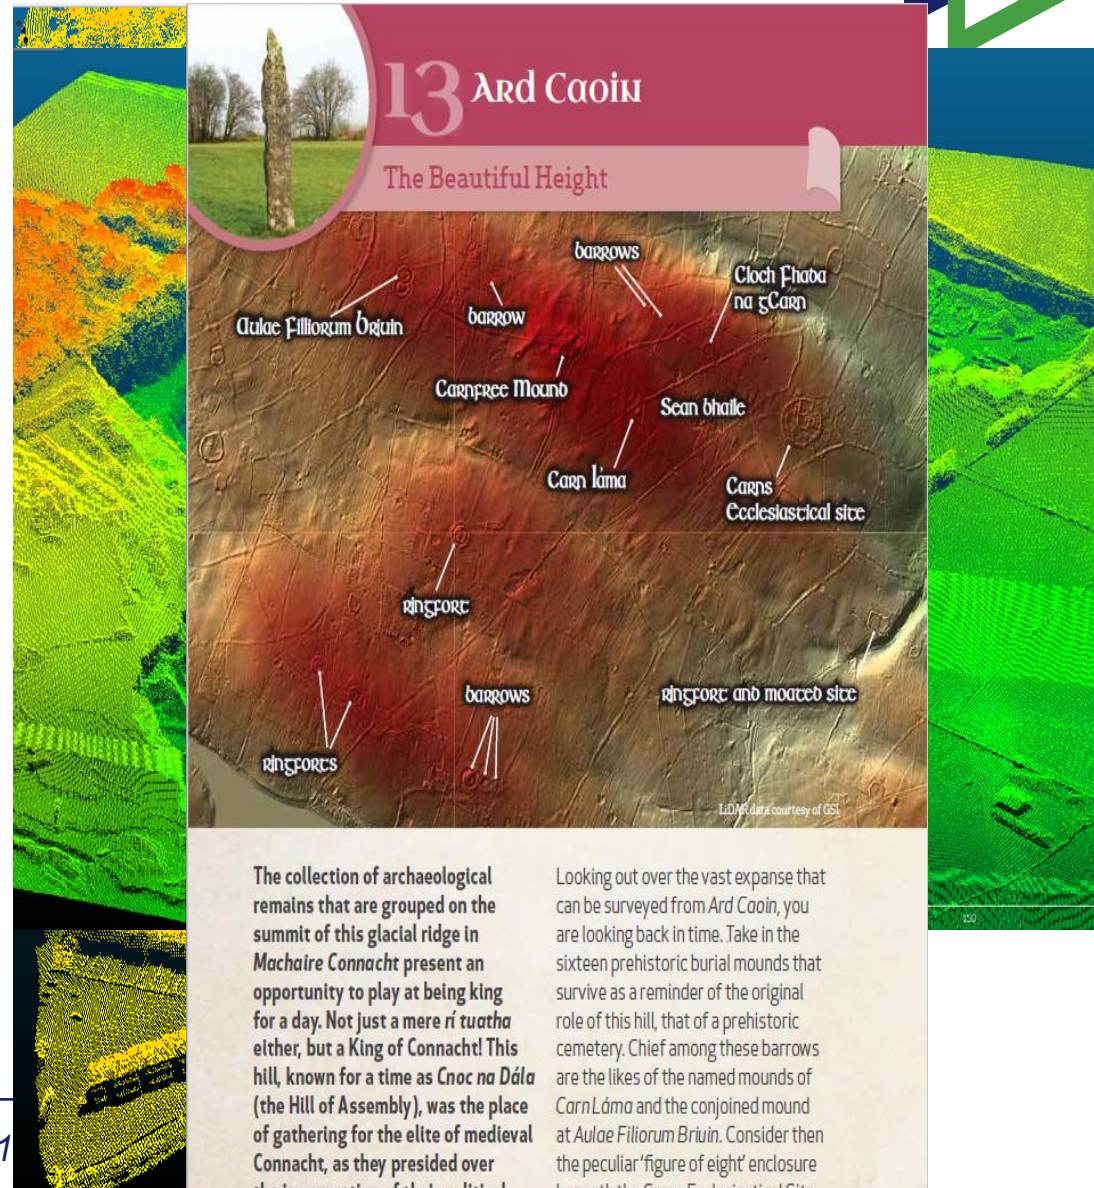 13 Ard Caoin
The Beautiful Height
barrows
Cloch Fhada
na gCarn
barrow
Aulae Filliorum Briuin
Carnfree Mound
Sean bhaile
Carn láma
Carns
Ecclesiastical site
ringfort
barrows
ringfort and moated site
ringforts
LiDAR data courtesy of GSI
The collection of archaeological
remains that are grouped on the
summit of this glacial ridge in
Machaire Connacht present an
opportunity to play at being king
for a day. Not just a mere rí tuatha
either, but a King of Connacht! This
hill, known for a time as Cnoc na Dála
(the Hill of Assembly), was the place
of gathering for the elite of medieval
Connacht, as they presided over
Looking out over the vast expanse that
can be surveyed from Ard Caoin, you
are looking back in time. Take in the
sixteen prehistoric burial mounds that
survive as a reminder of the original
role of this hill, that of a prehistoric
cemetery. Chief among these barrows
are the likes of the named mounds of
Carn Láma and the conjoined mound
at Aulae Filiorum Briuin. Consider then
the peculiar ‘figure of eight’ enclosure
150
1